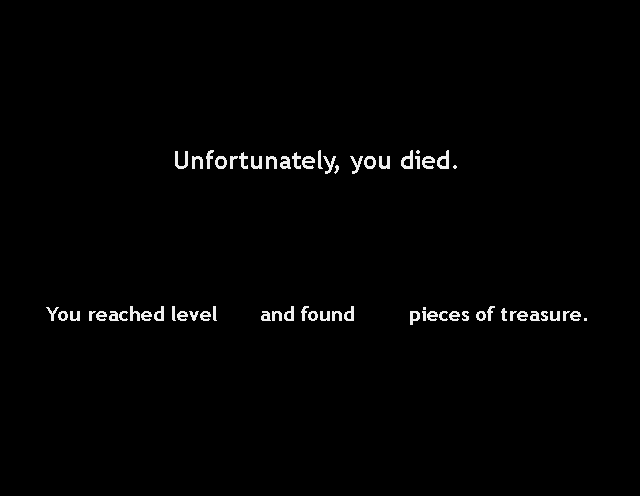 Unfortunately, you died.
You reached level and found pieces of treasure.